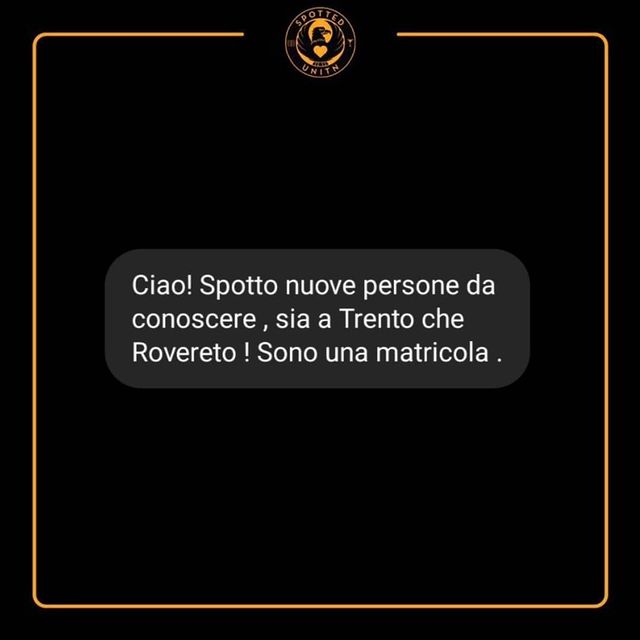 SPOTTED
UNITN
Ciao! Spotto nuove persone da
conoscere , sia a Trento che
Rovereto ! Sono una matricola .